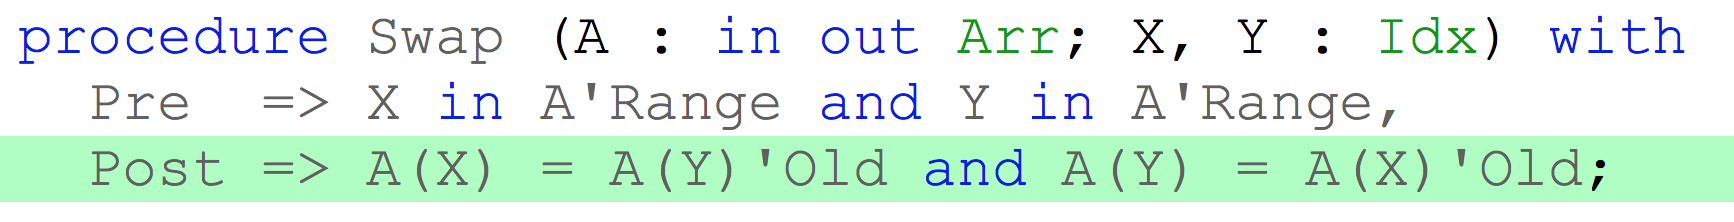 procedure Swap (A : in out Arr; X, Y : Idx) with
  Pre  => X in A'Range and Y in A'Range,
  Post => A(X) = A(Y)'Old and A(Y) = A(X)'Old;